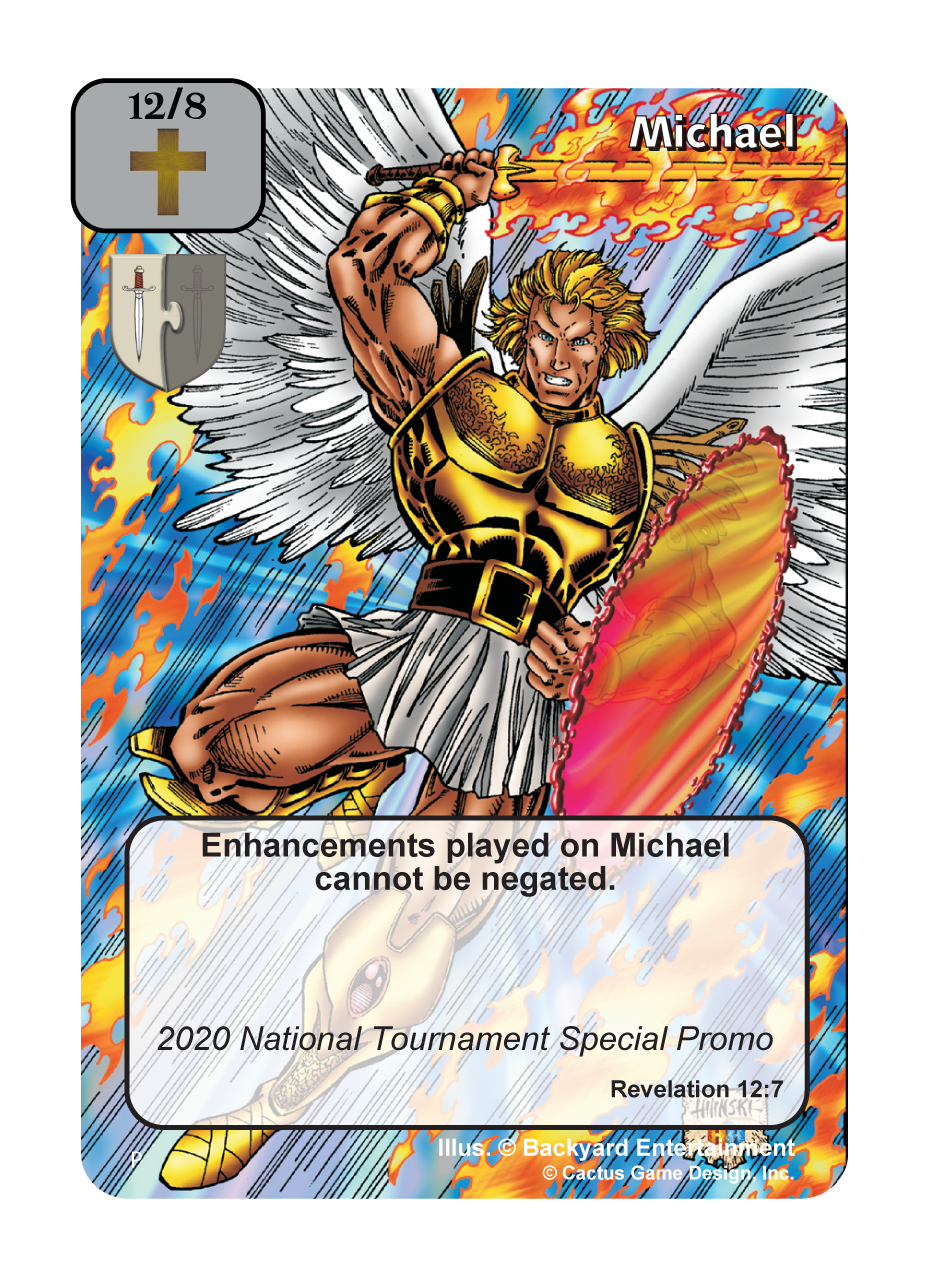 12/8
Michael
Enhancements played on Michael
cannot be negated.
2020 National Tournament Special Promo
Revelation 12:7
HILINSKI
Illus. © Backyard Entertainment
P
© Cactus Game Design, Inc.